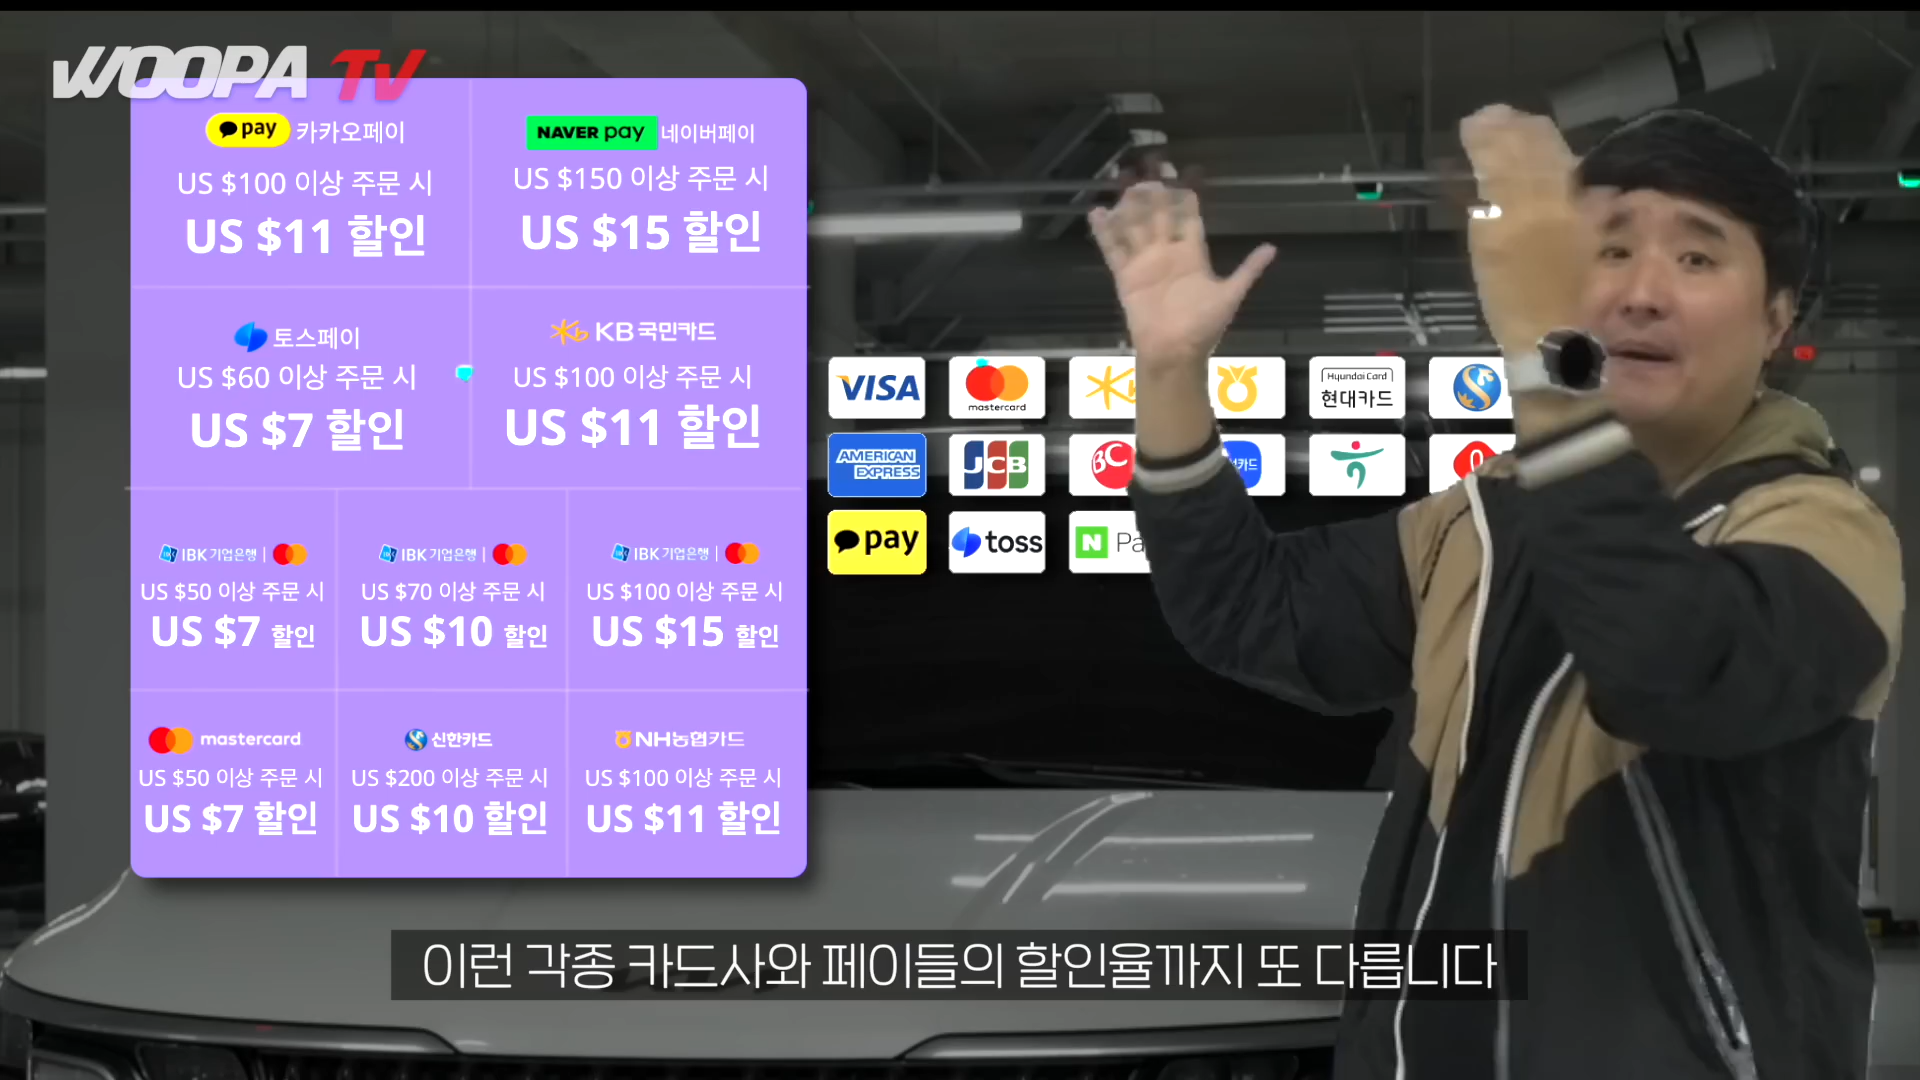 WOOPA TV
pay 카카오페이
US $100 이상 주문 시
US $11 할인
NAVER pay 네이버페이
US $150 이상 주문 시
US $15 할인
토스페이
US $60 이상 주문 시
US $7 할인
KB국민카드
US $100 이상 주문 시
US $11 할인
IBK기업은행
US $50 이상 주문 시
US $7 할인
IBK기업은행
US $70 이상 주문 시
US $10 할인
IBK기업은행
US $100 이상 주문 시
US $15 할인
mastercard
US $50 이상 주문 시
US $7 할인
신한카드
US $200 이상 주문 시
US $10 할인
NH농협카드
US $100 이상 주문 시
US $11 할인
VISA
mastercard
Hyundai Card
현대카드
AMERICAN
EXPRESS
JCB
BC
카드
pay
toss
N Pa
이런 각종 카드사와 페이들의 할인율까지 또 다릅니다